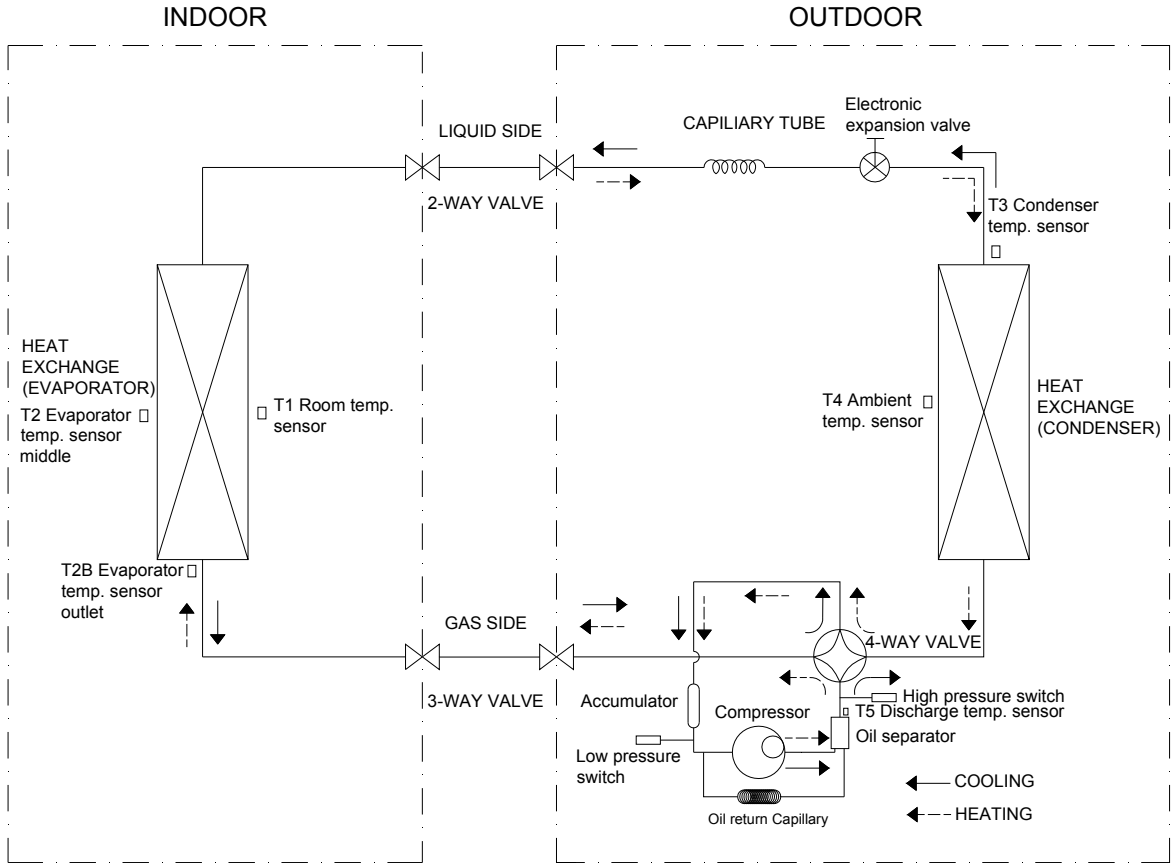 INDOOR
OUTDOOR
LIQUID SIDE
2-WAY VALVE
CAPILIARY TUBE
Electronic
expansion valve
T3 Condenser
temp. sensor
HEAT
EXCHANGE
(EVAPORATOR)
T2 Evaporator
temp. sensor
middle
T1 Room temp.
sensor
T4 Ambient
temp. sensor
HEAT
EXCHANGE
(CONDENSER)
T2B Evaporator
temp. sensor
outlet
GAS SIDE
3-WAY VALVE
4-WAY VALVE
Accumulator
Compressor
High pressure switch
T5 Discharge temp. sensor
Oil separator
Low pressure
switch
Oil return Capillary
COOLING
HEATING